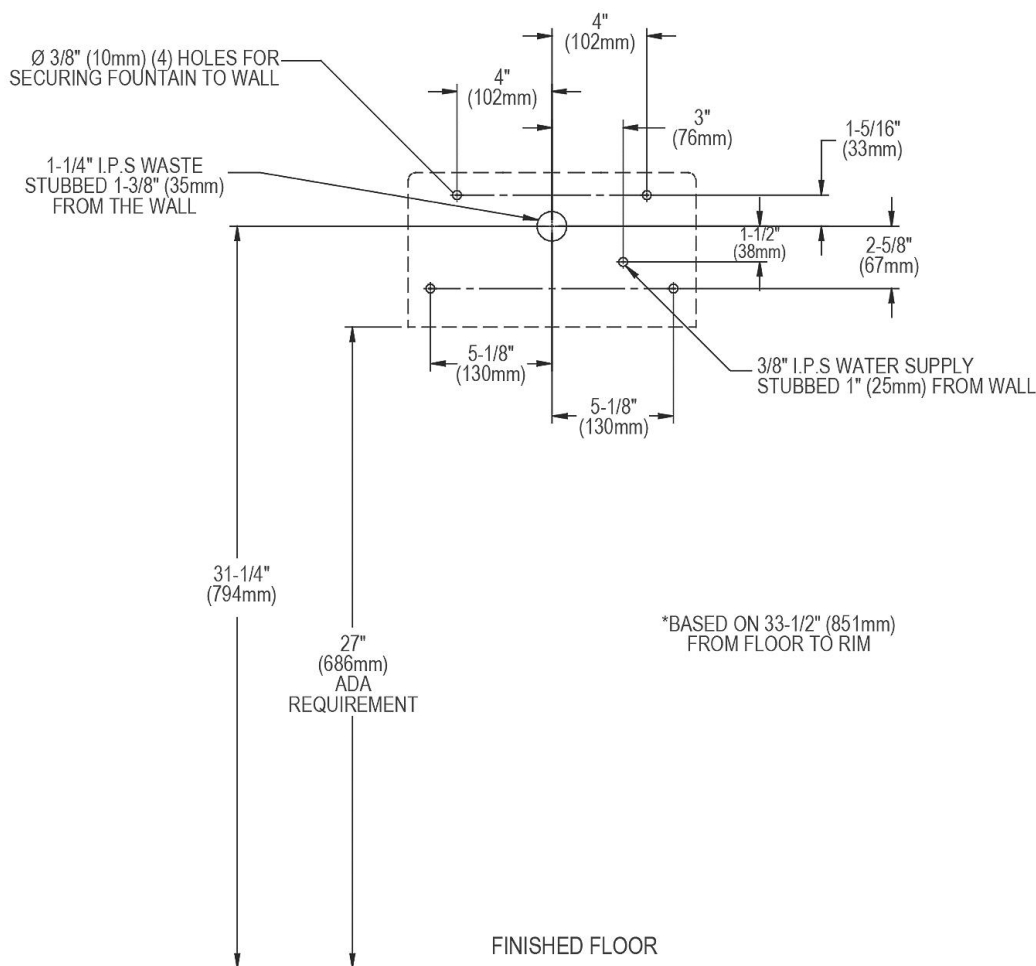 4"
(102mm)
Ø 3/8" (10mm) (4) HOLES FOR
SECURING FOUNTAIN TO WALL
4"
(102mm)
3"
(76mm)
1-5/16"
(33mm)
1-1/4" I.P.S WASTE
STUBBED 1-3/8" (35mm)
FROM THE WALL
1-1/2"
(38mm)
2-5/8"
(67mm)
5-1/8"
(130mm)
3/8" I.P.S WATER SUPPLY
STUBBED 1" (25mm) FROM WALL
5-1/8"
(130mm)
31-1/4"
(794mm)
*BASED ON 33-1/2" (851mm)
FROM FLOOR TO RIM
27"
(686mm)
ADA
REQUIREMENT
FINISHED FLOOR